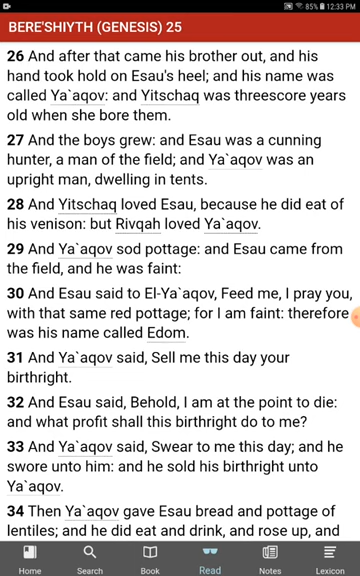 85% 12:33 PM
BERE'SHIYTH (GENESIS) 25
26 And after that came his brother out, and his
hand took hold on Esau's heel; and his name was
called Ya`aqov: and Yitschaq was threescore years
old when she bore them.
27 And the boys grew: and Esau was a cunning
hunter, a man of the field; and Ya`aqov was an
upright man, dwelling in tents.
28 And Yitschaq loved Esau, because he did eat of
his venison: but Rivqah loved Ya`aqov.
29 And Ya`aqov sod pottage: and Esau came from
the field, and he was faint:
30 And Esau said to El-Ya`aqov, Feed me, I pray you,
with that same red pottage; for I am faint: therefore
was his name called Edom.
31 And Ya`aqov said, Sell me this day your
birthright.
32 And Esau said, Behold, I am at the point to die:
and what profit shall this birthright do to me?
33 And Ya`aqov said, Swear to me this day; and he
swore unto him: and he sold his birthright unto
Ya`aqov.
34 Then Ya`aqov gave Esau bread and pottage of
lentiles; and he did eat and drink, and rose up, and
Home Search Book Read Notes Lexicon